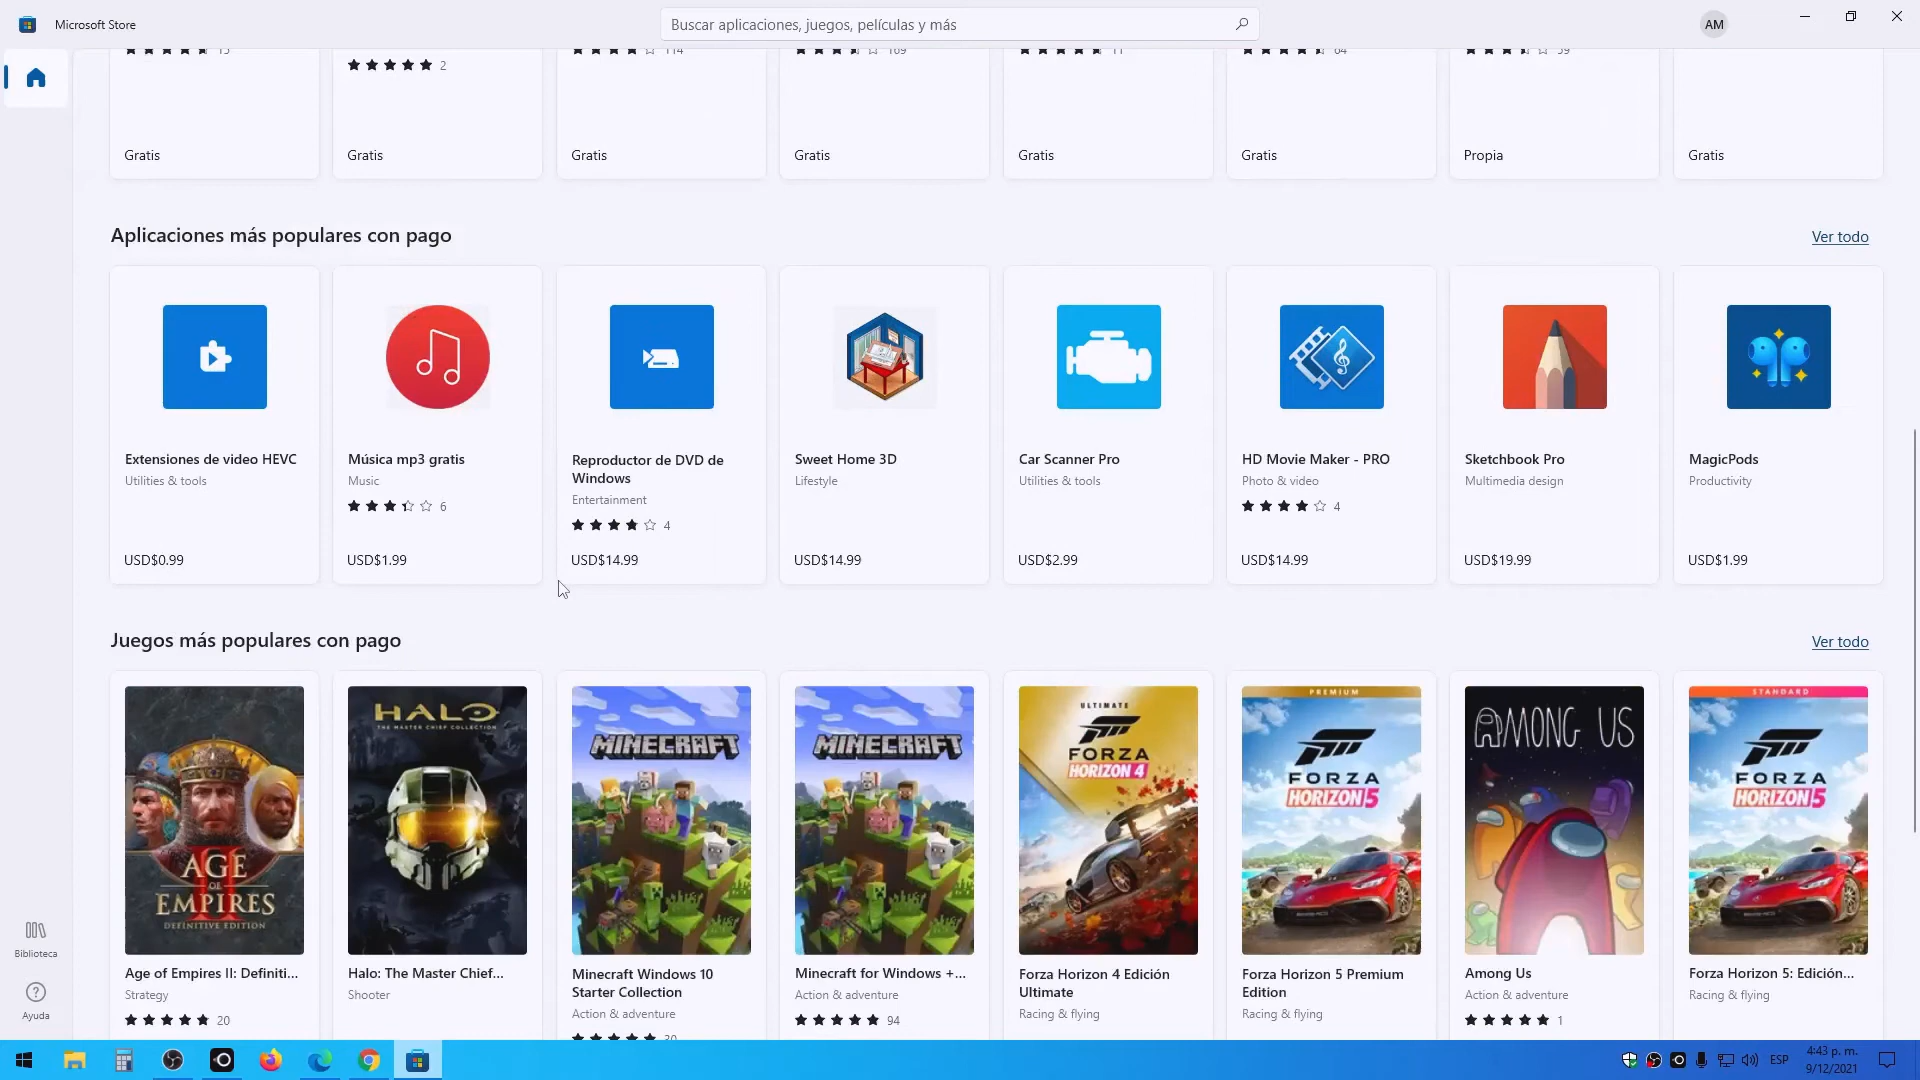 Microsoft Store
Buscar aplicaciones, juegos, películas y más
AM
2
Gratis
Gratis
Gratis
Gratis
Gratis
Gratis
Propia
Gratis
Aplicaciones más populares con pago
Ver todo
Extensiones de video HEVC
Utilities & tools
USD$0.99
Música mp3 gratis
Music
6
USD$1.99
Reproductor de DVD de
Windows
Entertainment
4
USD$14.99
Sweet Home 3D
Lifestyle
USD$14.99
Car Scanner Pro
Utilities & tools
USD$2.99
HD Movie Maker - PRO
Photo & video
4
USD$14.99
Sketchbook Pro
Multimedia design
USD$19.99
MagicPods
Productivity
USD$1.99
Juegos más populares con pago
Ver todo
AGE
OF
EMPIRES
II
DEFINITIVE EDITION
Age of Empires II: Definiti...
Strategy
20
HALO
THE MASTER CHIEF COLLECTION
Halo: The Master Chief...
Shooter
MINECRAFT
Minecraft Windows 10
Starter Collection
Action & adventure
MINECRAFT
Minecraft for Windows +...
Action & adventure
94
ULTIMATE
FORZA
HORIZON 4
Forza Horizon 4 Edición
Ultimate
Racing & flying
PREMIUM
FORZA
HORIZON 5
Forza Horizon 5 Premium
Edition
Racing & flying
AMONG US
Among Us
Action & adventure
1
STANDARD
FORZA
HORIZON 5
Forza Horizon 5: Edición...
Racing & flying
Biblioteca
Ayuda
ESP
4:43 p. m.
9/12/2021